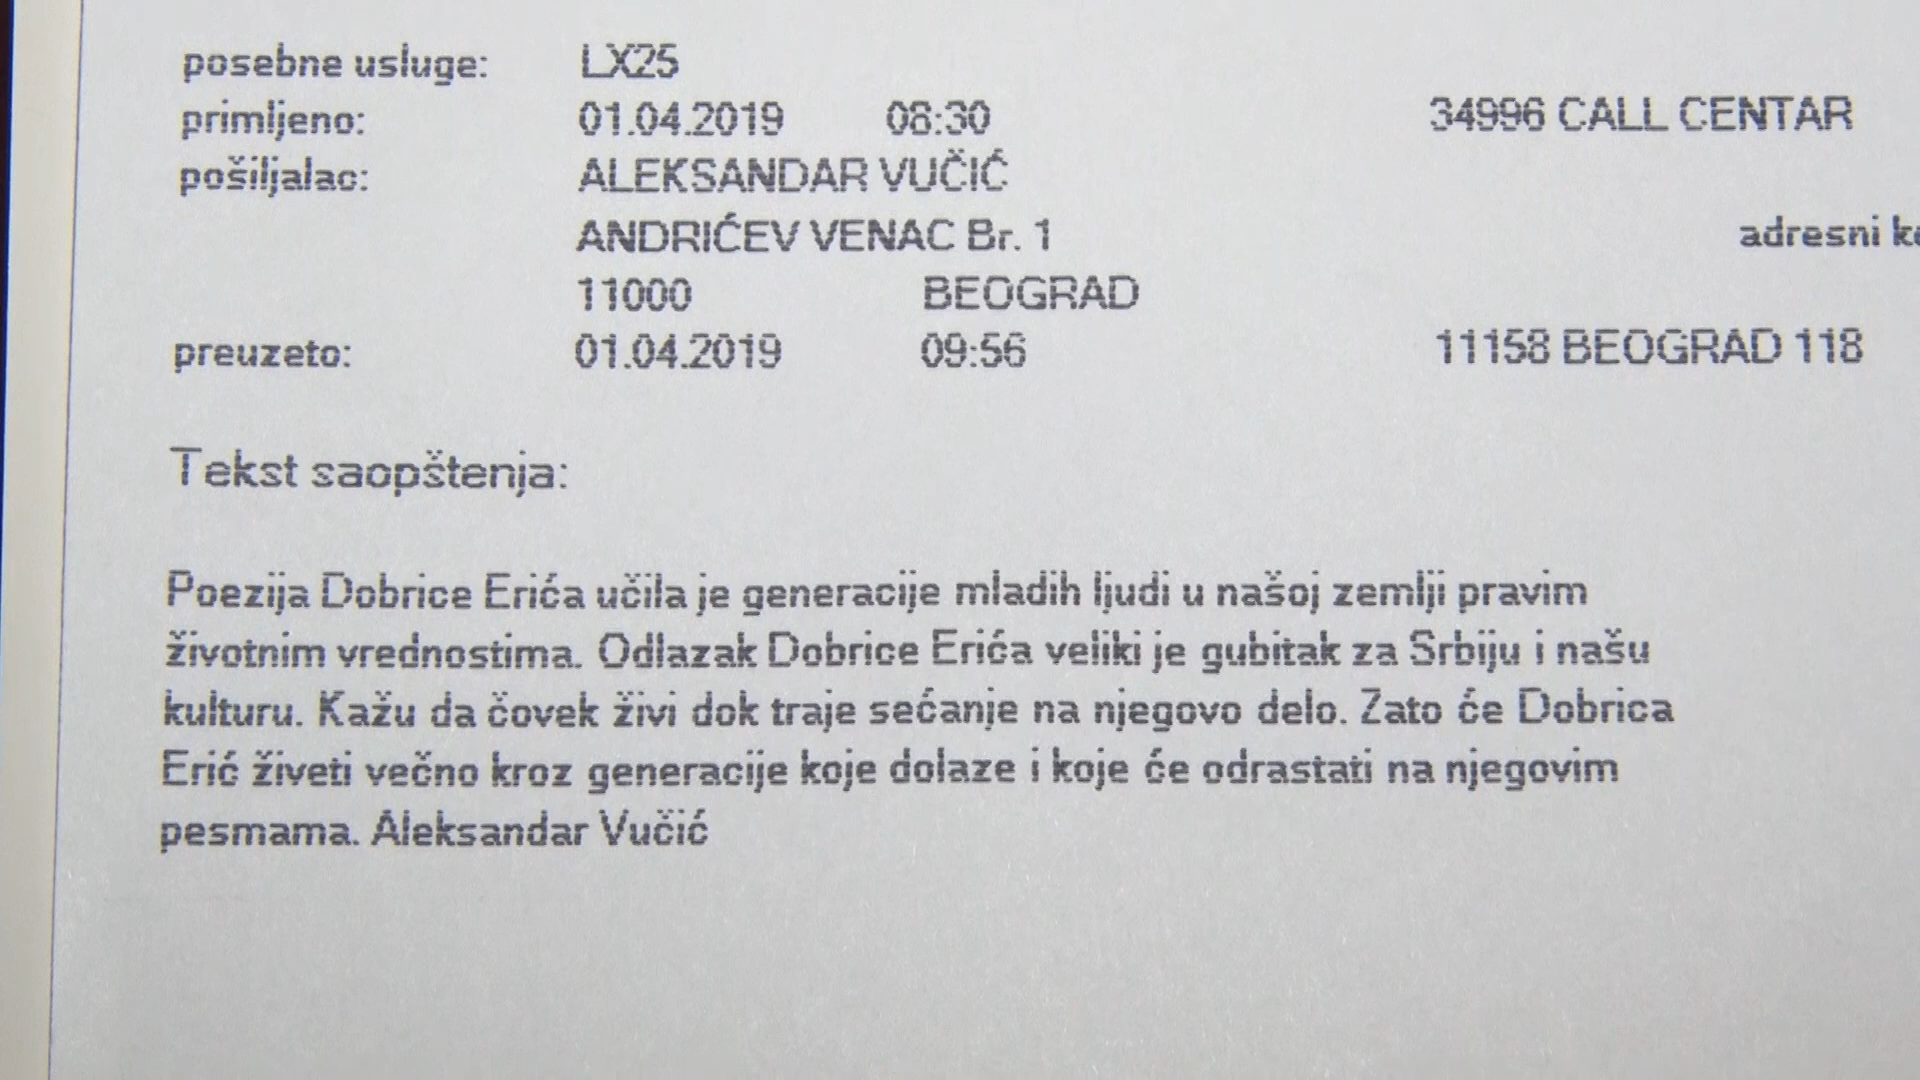 posebne usluge: LX25
primljeno: 01.04.2019 08:30 34996 CALL CENTAR
pošiljalac: ALEKSANDAR VUČIĆ
ANDRIĆEV VENAC Br. 1 adresni
11000 BEOGRAD
preuzeto: 01.04.2019 09:56 11158 BEOGRAD 118
Tekst saopštenja:
Poezija Dobrice Erića učila je generacije mladih ljudi u našoj zemlji pravim
životnim vrednostima. Odlazak Dobrice Erića veliki je gubitak za Srbiju i našu
kulturu. Kažu da čovek živi dok traje sećanje na njegovo delo. Zato će Dobrica
Erić živeti večno kroz generacije koje dolaze i koje će odrastati na njegovim
pesmama. Aleksandar Vučić